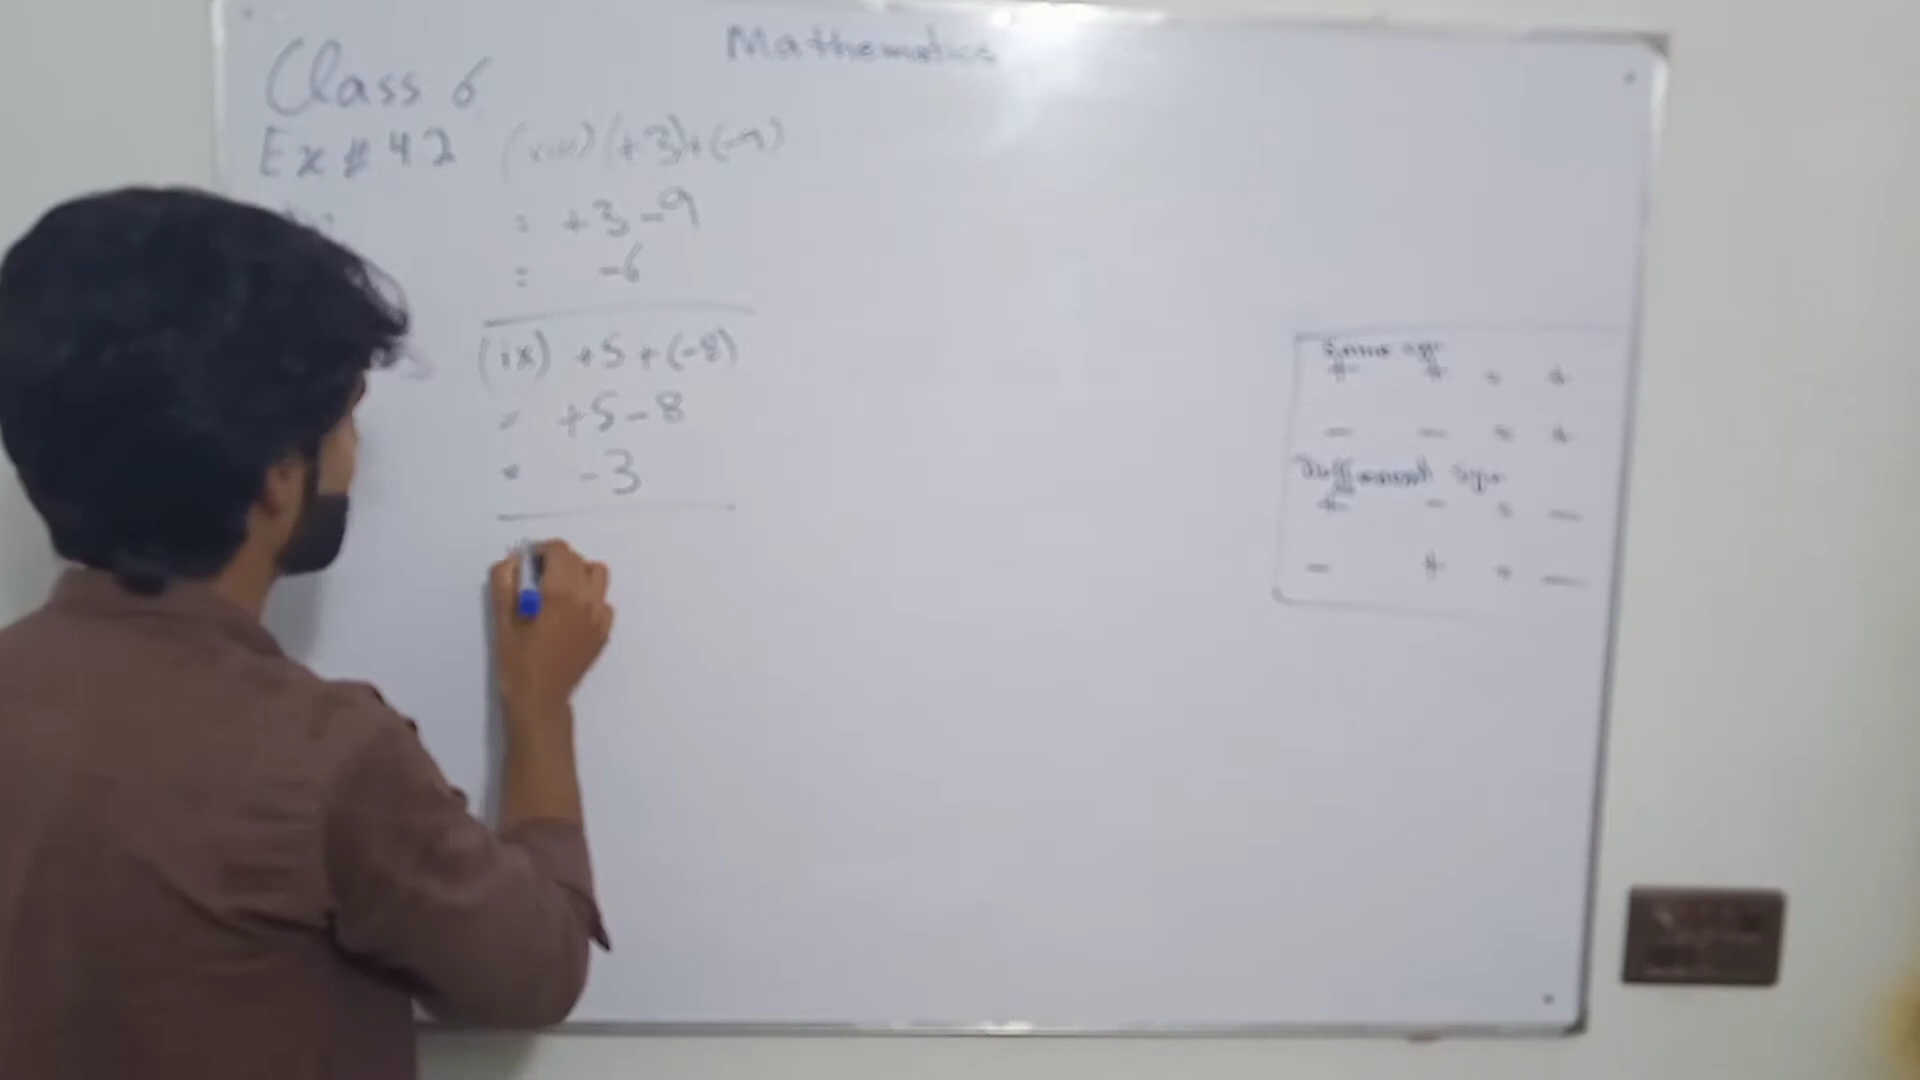 Mathematics
Class 6
Ex # 4.2
(viii) (+3)+(-9)
= +3-9
= -6
(ix) +5+(-8)
= +5-8
= -3
Same sign
+ + = +
- - = +
Different sign
+ - = -
- + = -